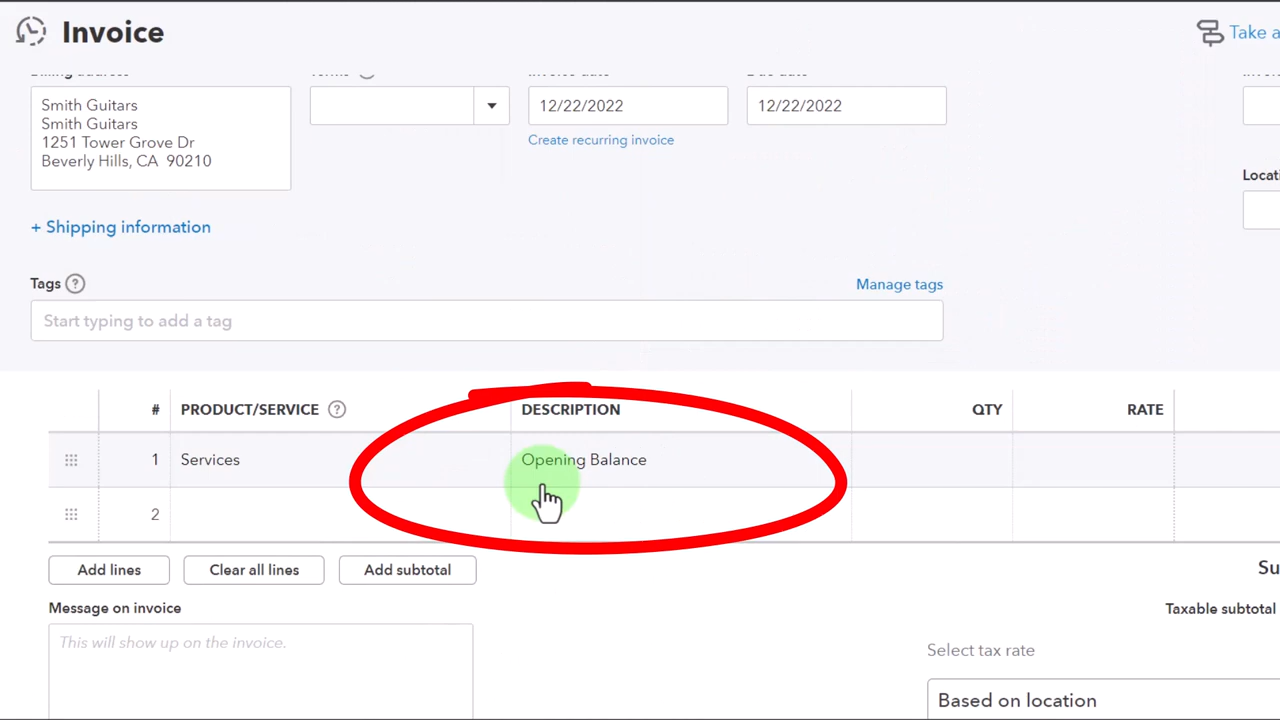 Invoice
Take a
Smith Guitars
Smith Guitars
1251 Tower Grove Dr
Beverly Hills, CA 90210
12/22/2022
12/22/2022
Create recurring invoice
+ Shipping information
Tags ?
Manage tags
Start typing to add a tag
# PRODUCT/SERVICE ? DESCRIPTION QTY RATE
1 Services Opening Balance
2
Add lines Clear all lines Add subtotal
Message on invoice
Taxable subtotal
This will show up on the invoice.
Select tax rate
Based on location